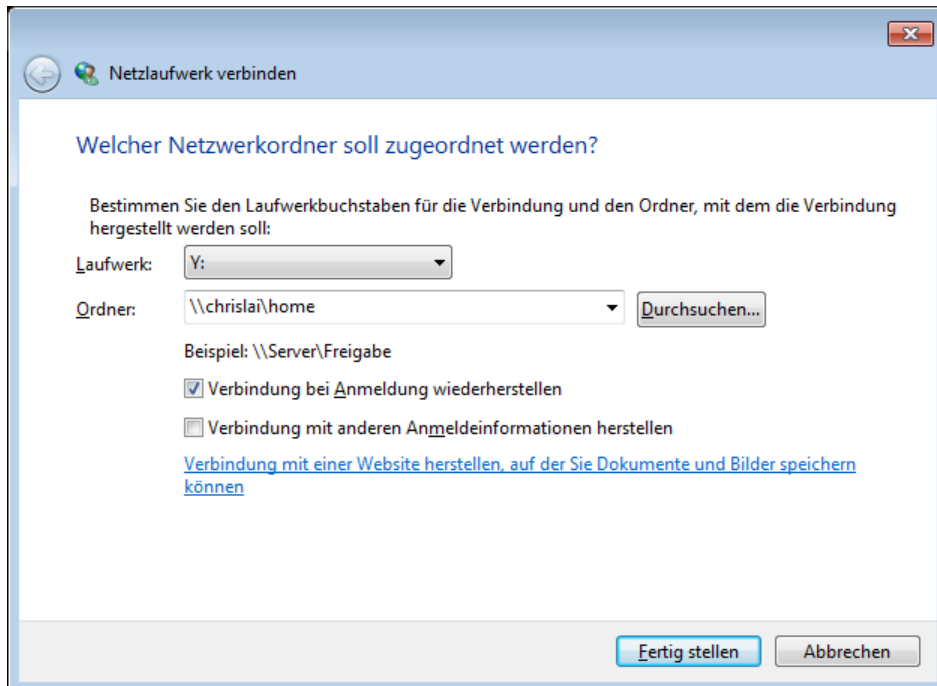 Netzlaufwerk verbinden
Welcher Netzwerkordner soll zugeordnet werden?
Bestimmen Sie den Laufwerkbuchstaben für die Verbindung und den Ordner, mit dem die Verbindung
hergestellt werden soll:
Laufwerk: Y:
Ordner: \\chrislai\home Durchsuchen...
Beispiel: \\Server\Freigabe
Verbindung bei Anmeldung wiederherstellen
Verbindung mit anderen Anmeldeinformationen herstellen
Verbindung mit einer Website herstellen, auf der Sie Dokumente und Bilder speichern
können
Fertig stellen Abbrechen